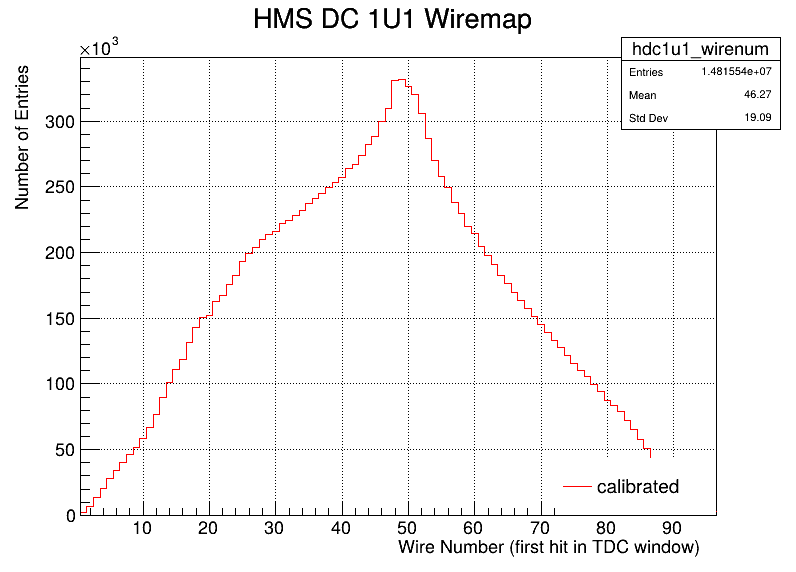 HMS DC 1U1 Wiremap
×10³
hdc1u1_wirenum
Entries 1.481554e+07
Mean 46.27
Std Dev 19.09
Number of Entries
300
250
200
150
100
50
0
10 20 30 40 50 60 70 80 90
Wire Number (first hit in TDC window)
calibrated